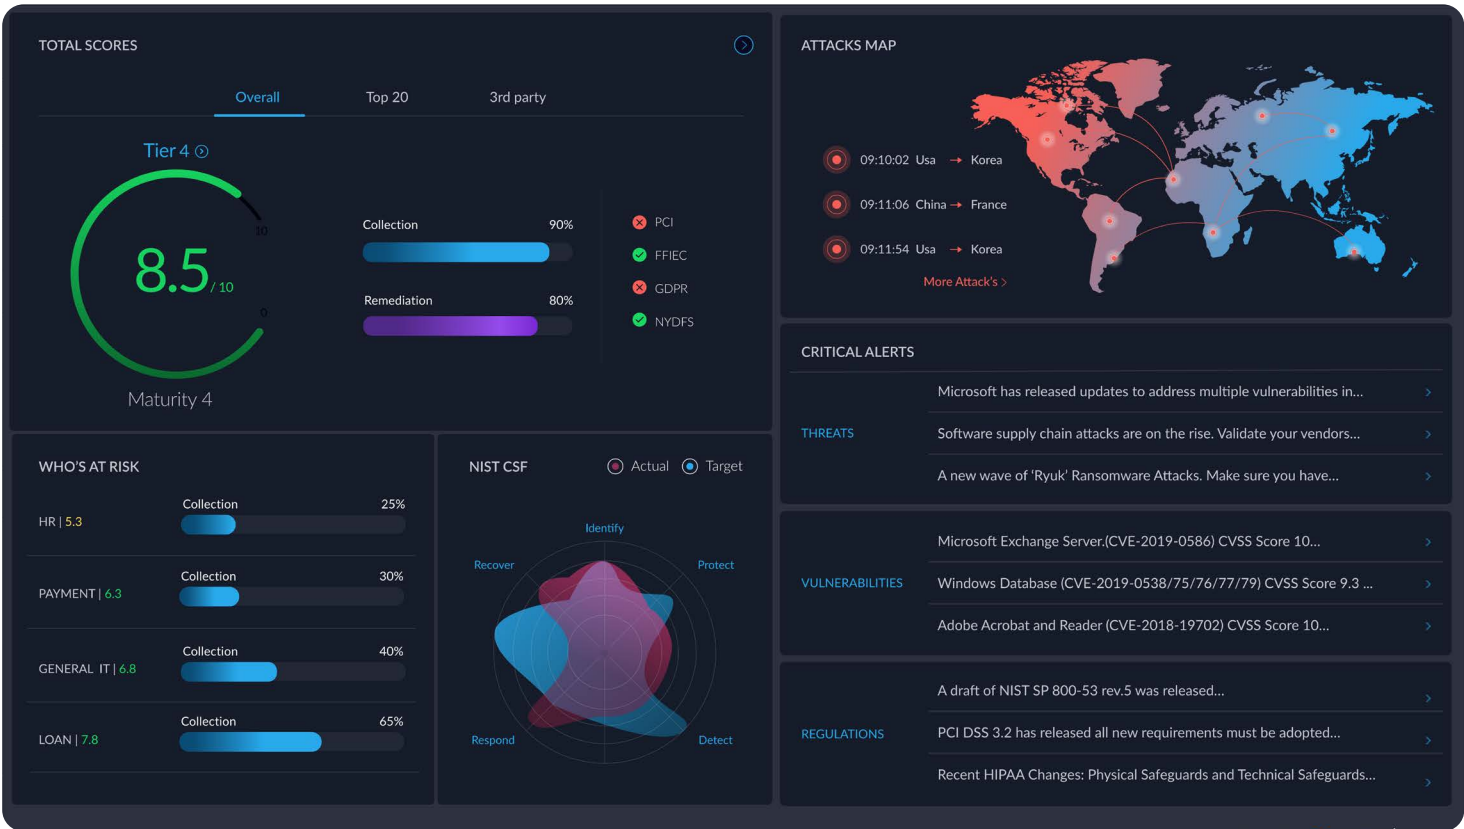 TOTAL SCORES
Overall
Top 20
3rd party
Tier 4
10
8.5 / 10
0
Maturity 4
Collection 90%
Remediation 80%
PCI
FFIEC
GDPR
NYDFS
ATTACKS MAP
09:10:02 Usa → Korea
09:11:06 China → France
09:11:54 Usa → Korea
More Attack's >
WHO'S AT RISK
HR | 5.3
Collection 25%
PAYMENT | 6.3
Collection 30%
GENERAL IT | 6.8
Collection 40%
LOAN | 7.8
Collection 65%
NIST CSF
Actual
Target
Identify
Recover
Protect
Respond
Detect
CRITICAL ALERTS
THREATS
Microsoft has released updates to address multiple vulnerabilities in...
Software supply chain attacks are on the rise. Validate your vendors...
A new wave of ‘Ryuk’ Ransomware Attacks. Make sure you have...
VULNERABILITIES
Microsoft Exchange Server.(CVE-2019-0586) CVSS Score 10...
Windows Database (CVE-2019-0538/75/76/77/79) CVSS Score 9.3 ...
Adobe Acrobat and Reader (CVE-2018-19702) CVSS Score 10...
REGULATIONS
A draft of NIST SP 800-53 rev.5 was released...
PCI DSS 3.2 has released all new requirements must be adopted...
Recent HIPAA Changes: Physical Safeguards and Technical Safeguards...